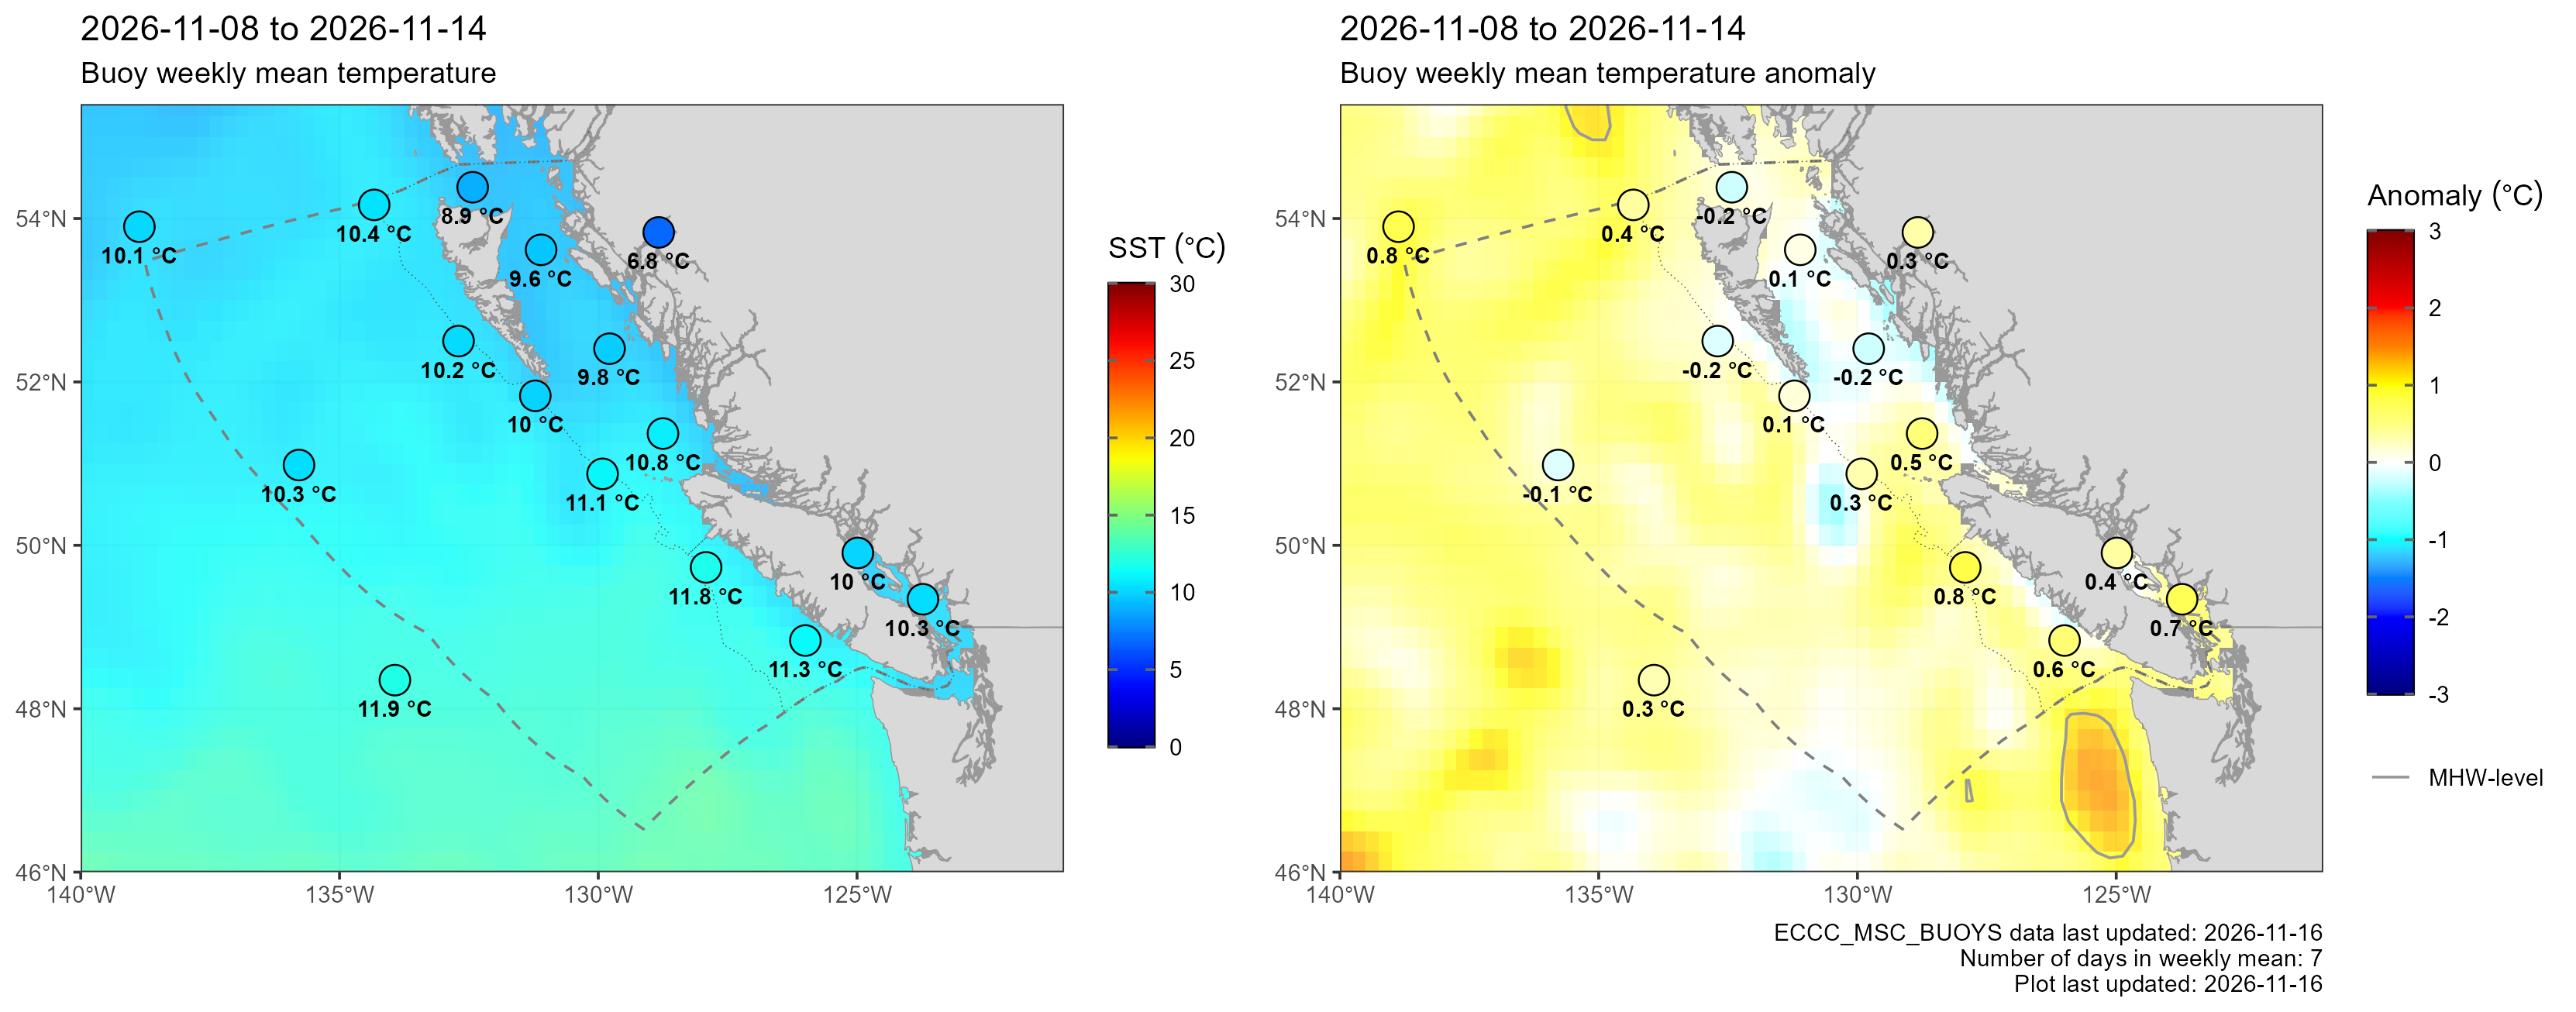 2026-11-08 to 2026-11-14
Buoy weekly mean temperature
54°N
52°N
50°N
48°N
46°N
140°W
135°W
130°W
125°W
10.1 °C
10.4 °C
8.9 °C
9.6 °C
6.8 °C
10.2 °C
9.8 °C
10 °C
10.8 °C
10.3 °C
11.1 °C
11.8 °C
10 °C
10.3 °C
11.3 °C
11.9 °C
SST (°C)
30
25
20
15
10
5
0
2026-11-08 to 2026-11-14
Buoy weekly mean temperature anomaly
54°N
52°N
50°N
48°N
46°N
140°W
135°W
130°W
125°W
0.8 °C
0.4 °C
-0.2 °C
0.1 °C
0.3 °C
-0.2 °C
-0.2 °C
0.1 °C
0.5 °C
-0.1 °C
0.3 °C
0.8 °C
0.4 °C
0.7 °C
0.6 °C
0.3 °C
Anomaly (°C)
3
2
1
0
-1
-2
-3
MHW-level
ECCC_MSC_BUOYS data last updated: 2026-11-16
Number of days in weekly mean: 7
Plot last updated: 2026-11-16